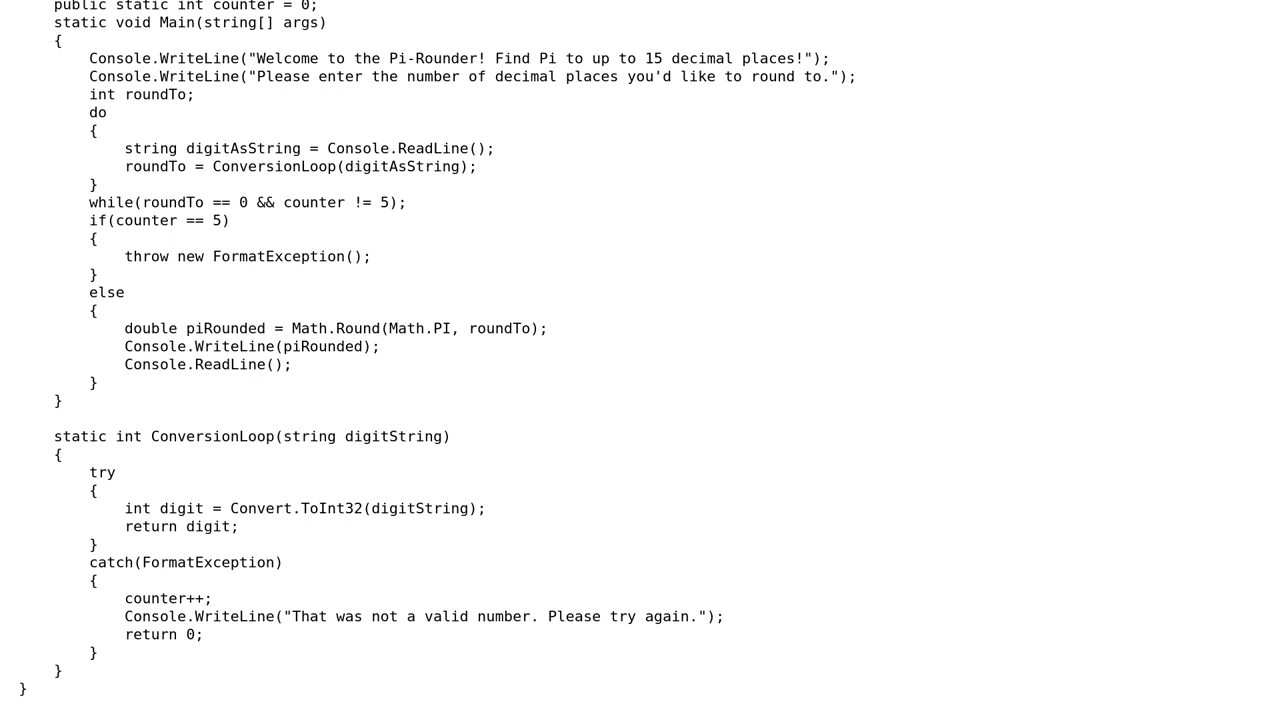 public static int counter = 0;
static void Main(string[] args)
{
Console.WriteLine("Welcome to the Pi-Rounder! Find Pi to up to 15 decimal places!");
Console.WriteLine("Please enter the number of decimal places you'd like to round to.");
int roundTo;
do
{
string digitAsString = Console.ReadLine();
roundTo = ConversionLoop(digitAsString);
}
while(roundTo == 0 && counter != 5);
if(counter == 5)
{
throw new FormatException();
}
else
{
double piRounded = Math.Round(Math.PI, roundTo);
Console.WriteLine(piRounded);
Console.ReadLine();
}
}
static int ConversionLoop(string digitString)
{
try
{
int digit = Convert.ToInt32(digitString);
return digit;
}
catch(FormatException)
{
counter++;
Console.WriteLine("That was not a valid number. Please try again.");
return 0;
}
}
}